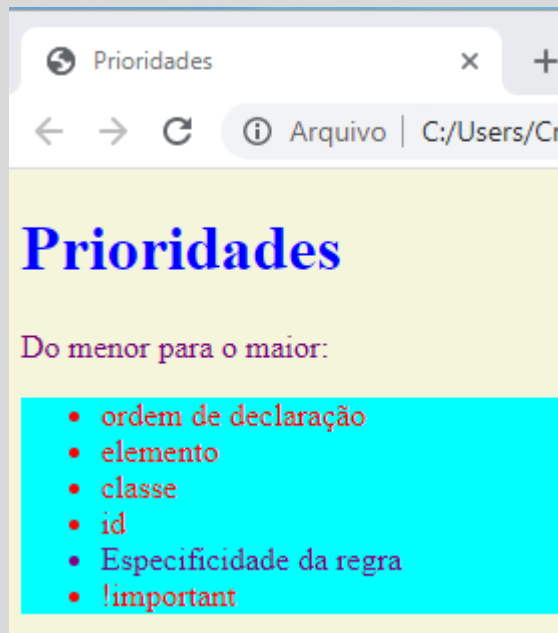 Prioridades
Arquivo | C:/Users/Cr
Prioridades
Do menor para o maior:
• ordem de declaração
• elemento
• classe
• id
• Especificidade da regra
• !important